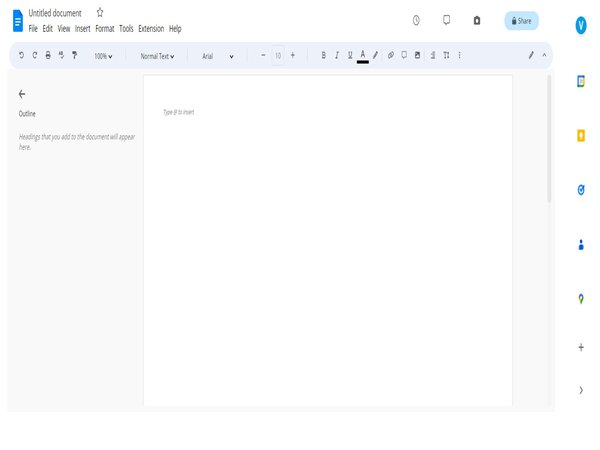 Untitled document
File Edit View Insert Format Tools Extension Help
Share
V
100% Normal Text Arial − 10 + B I U A
Outline
Headings that you add to the document will appear
here.
Type @ to insert